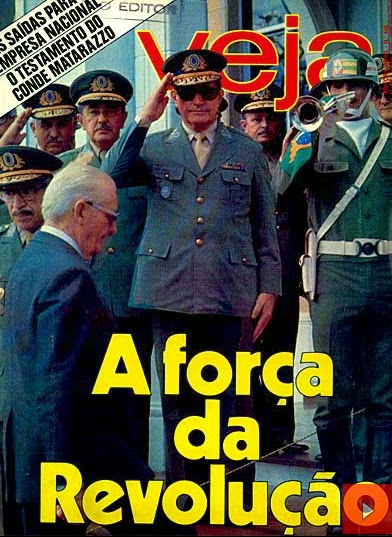 S SAÍDAS PARA
EMPRESA NACIONAL
O TESTAMENTO DO
CONDE MATARAZZO
O EDITOR
veja
A força
da
Revolução